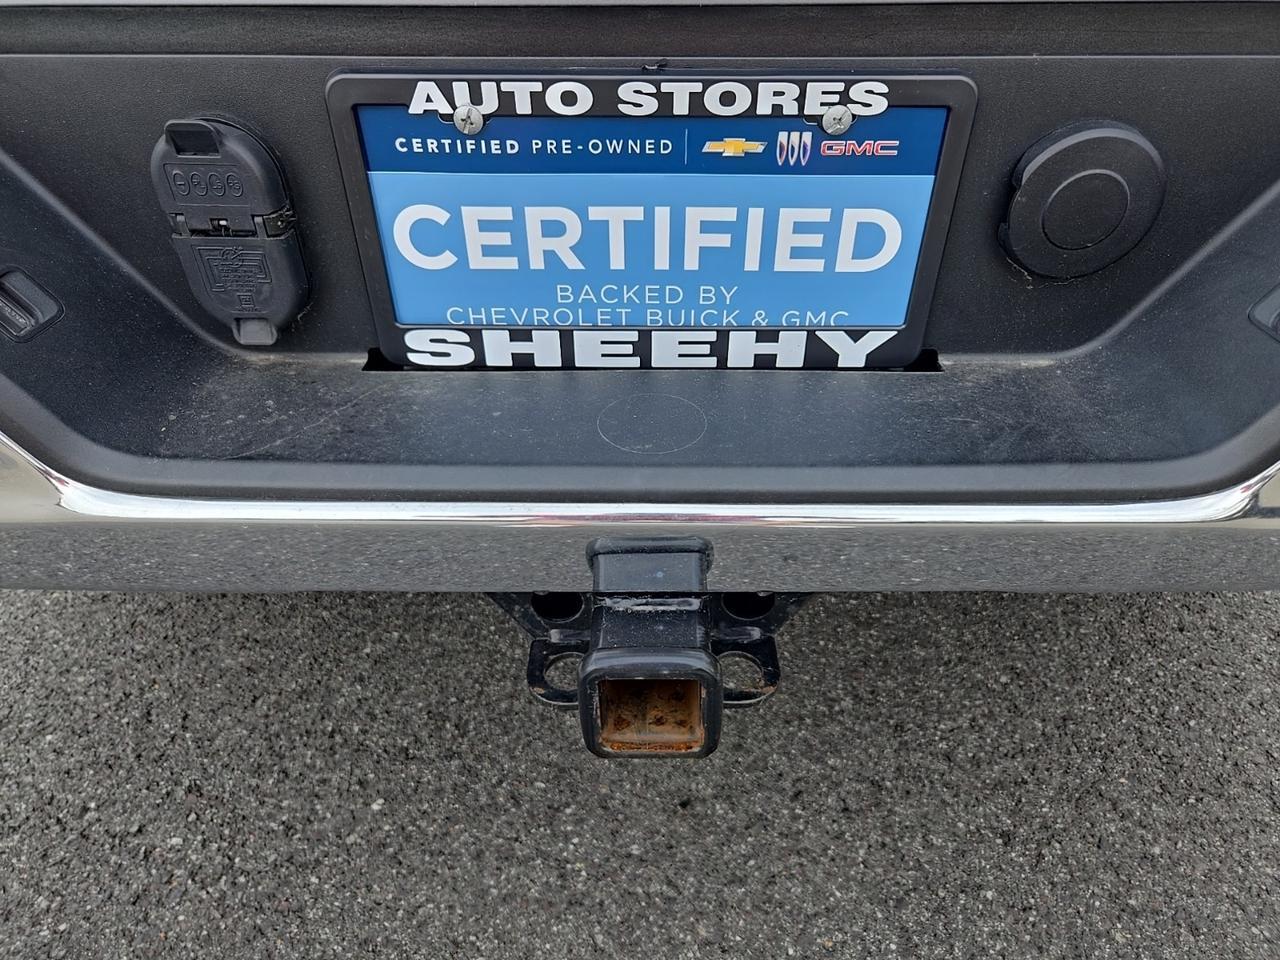 AUTO STORES
CERTIFIED PRE-OWNED GMC
CERTIFIED
BACKED BY
CHEVROLET BUICK & GMC
SHEEHY